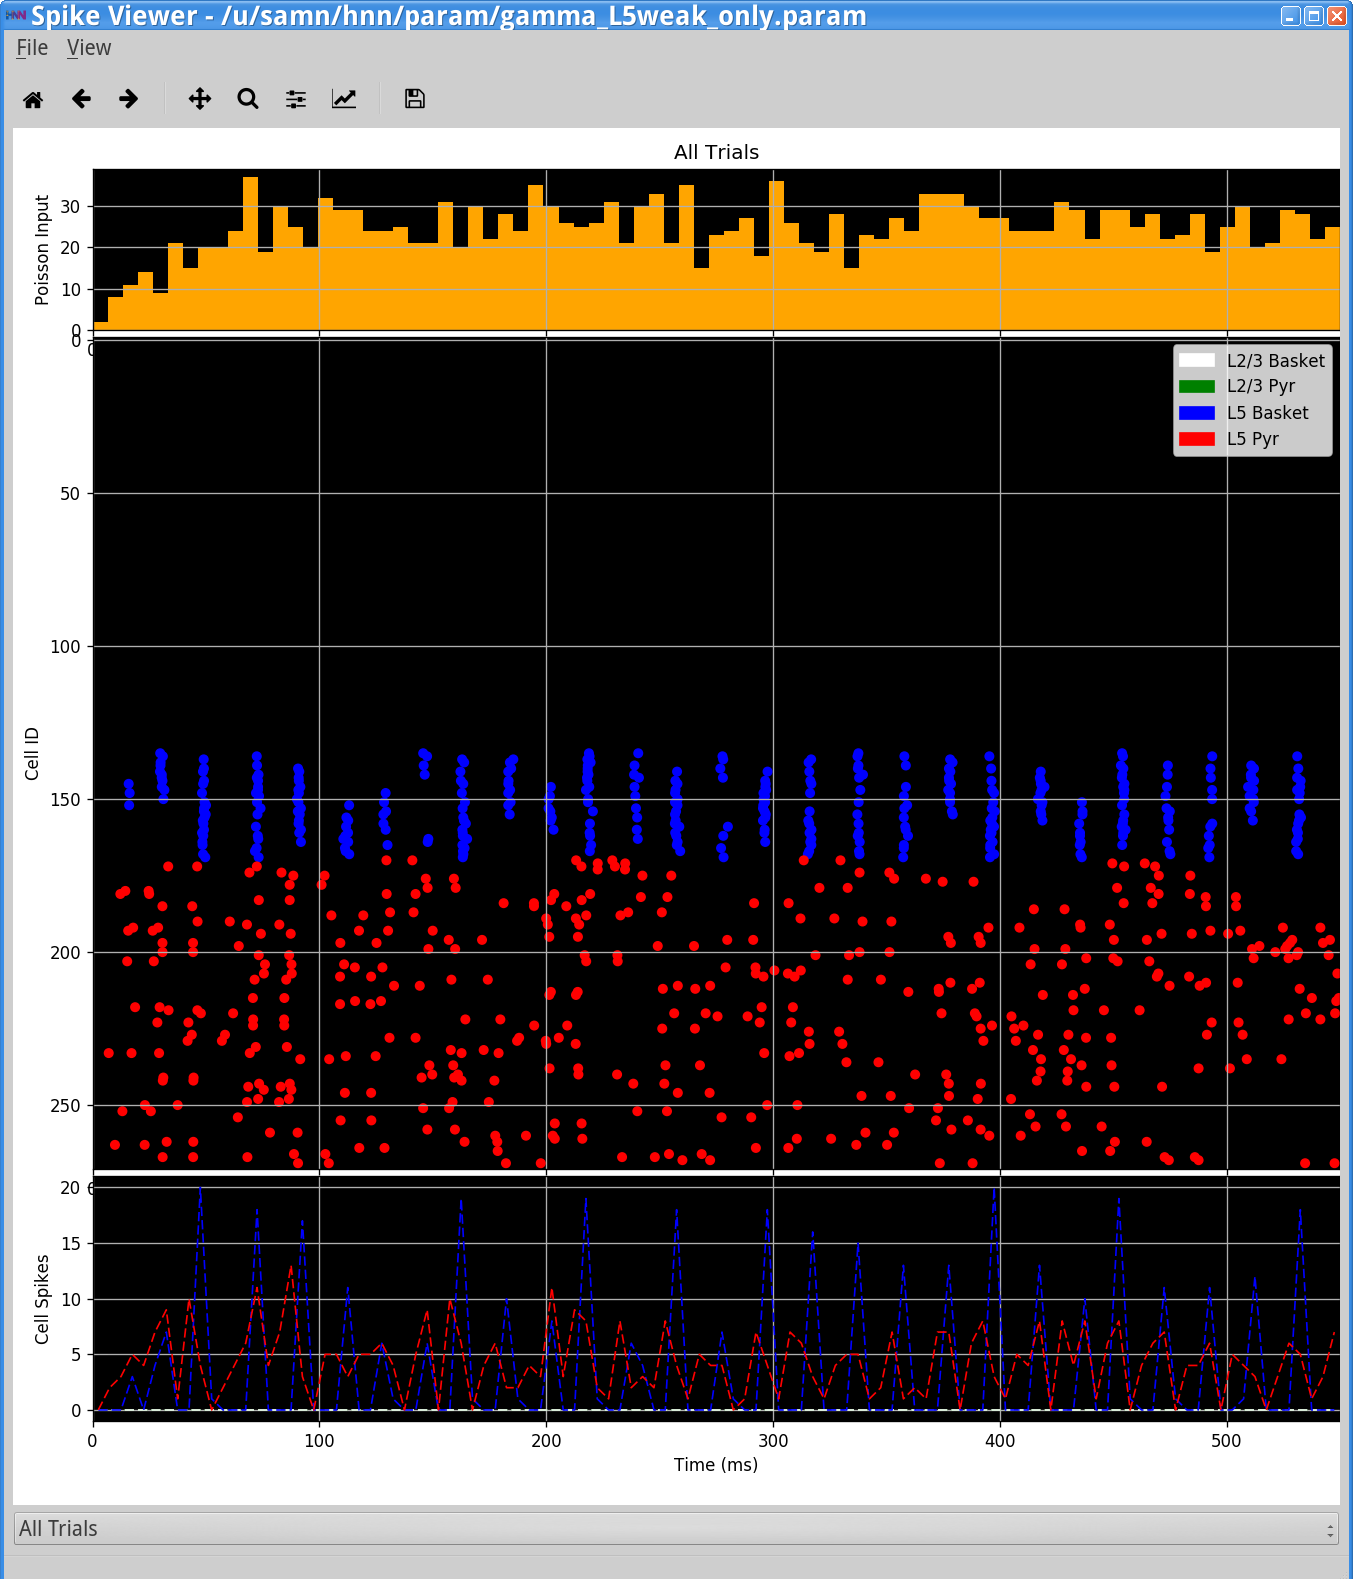 HNN Spike Viewer - /u/samn/hnn/param/gamma_L5weak_only.param
File View
All Trials
Poisson Input
30
20
10
0
0
0
L2/3 Basket
L2/3 Pyr
L5 Basket
L5 Pyr
Cell ID
50
100
150
200
250
Cell Spikes
20
15
10
5
0
0 100 200 300 400 500
Time (ms)
All Trials